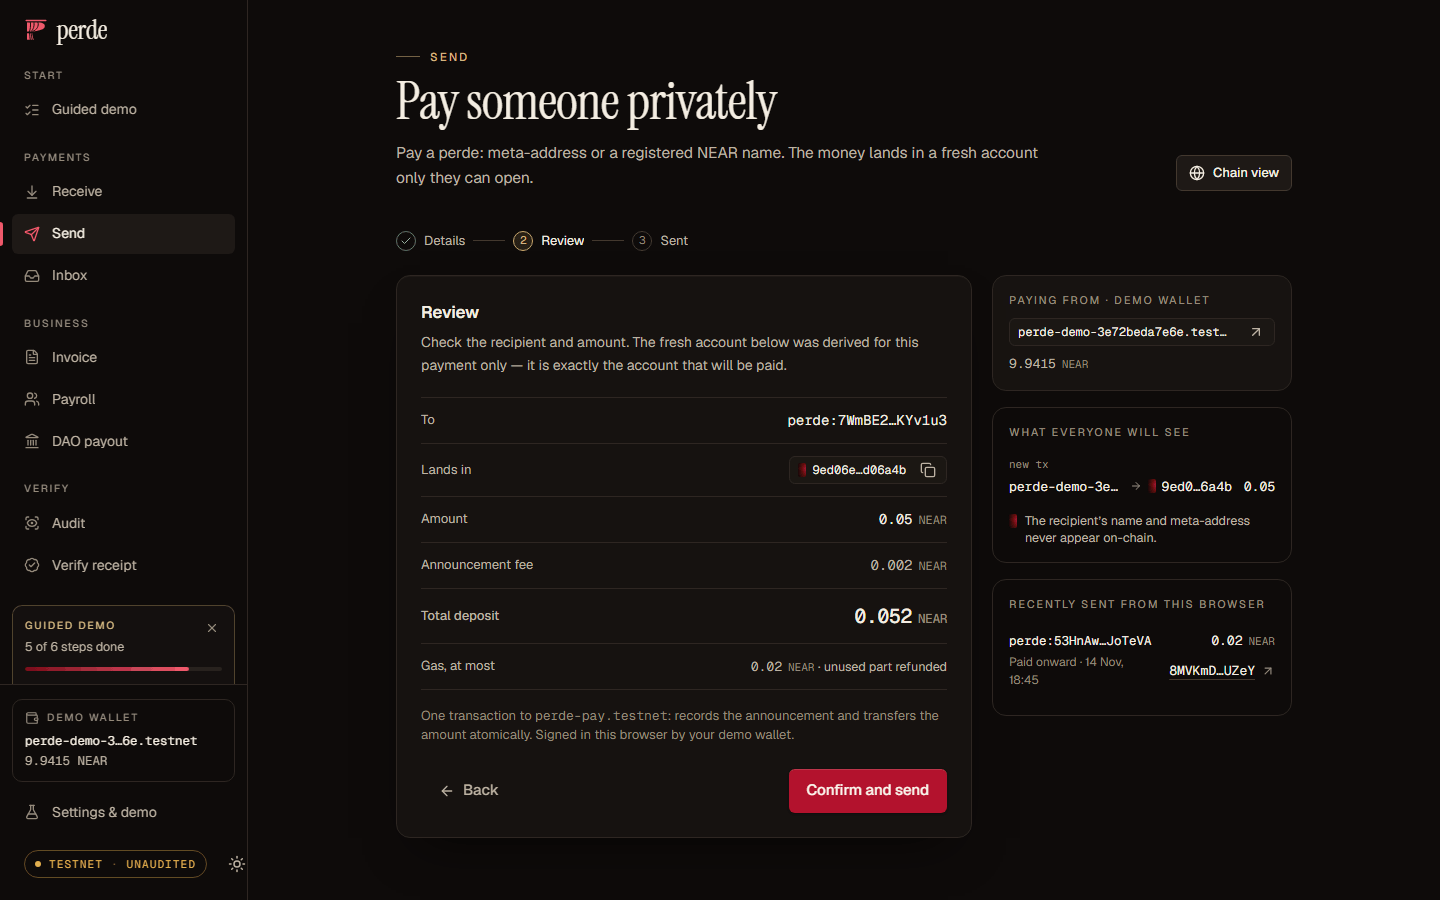 perde
START
Guided demo
PAYMENTS
Receive
Send
Inbox
BUSINESS
Invoice
Payroll
DAO payout
VERIFY
Audit
Verify receipt
GUIDED DEMO
5 of 6 steps done
DEMO WALLET
perde-demo-3…6e.testnet
9.9415 NEAR
Settings & demo
TESTNET · UNAUDITED
SEND
Pay someone privately
Pay a perde: meta-address or a registered NEAR name. The money lands in a fresh account
only they can open.
Chain view
Details
2 Review
3 Sent
Review
Check the recipient and amount. The fresh account below was derived for this
payment only — it is exactly the account that will be paid.
To perde:7WmBE2…KYv1u3
Lands in 9ed06e…d06a4b
Amount 0.05 NEAR
Announcement fee 0.002 NEAR
Total deposit 0.052 NEAR
Gas, at most 0.02 NEAR · unused part refunded
One transaction to perde-pay.testnet: records the announcement and transfers the
amount atomically. Signed in this browser by your demo wallet.
Back
Confirm and send
PAYING FROM · DEMO WALLET
perde-demo-3e72beda7e6e.test…
9.9415 NEAR
WHAT EVERYONE WILL SEE
new tx
perde-demo-3e… → 9ed0…6a4b 0.05
The recipient's name and meta-address
never appear on-chain.
RECENTLY SENT FROM THIS BROWSER
perde:53HnAw…JoTeVA 0.02 NEAR
Paid onward · 14 Nov,
18:45
8MVKmD…UZeY